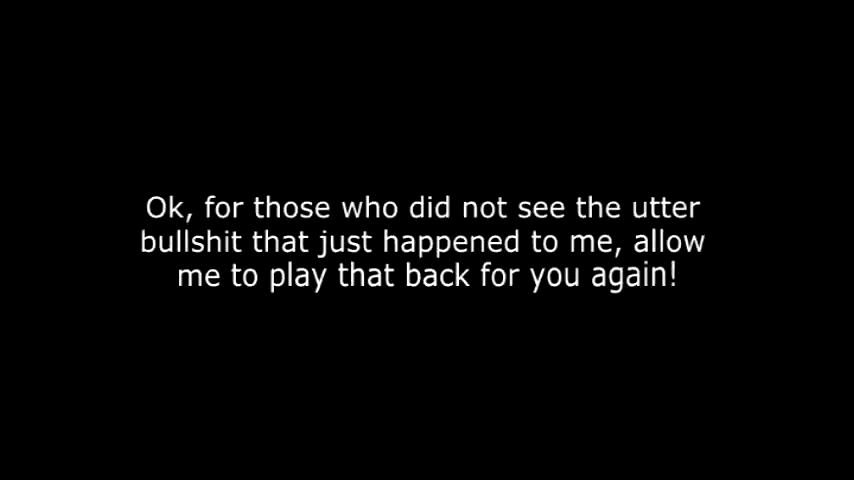 Ok, for those who did not see the utter
bullshit that just happened to me, allow
me to play that back for you again!